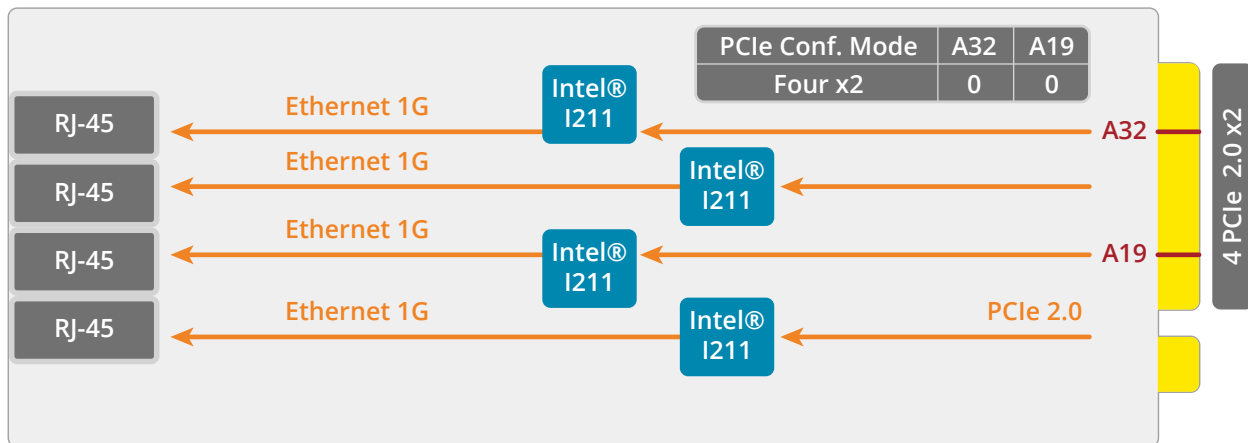 PCIe Conf. Mode A32 A19
Four x2 0 0
RJ-45
Ethernet 1G
Intel®
I211
A32
RJ-45
Ethernet 1G
Intel®
I211
RJ-45
Ethernet 1G
Intel®
I211
A19
RJ-45
Ethernet 1G
Intel®
I211
PCIe 2.0
4 PCIe 2.0 x2